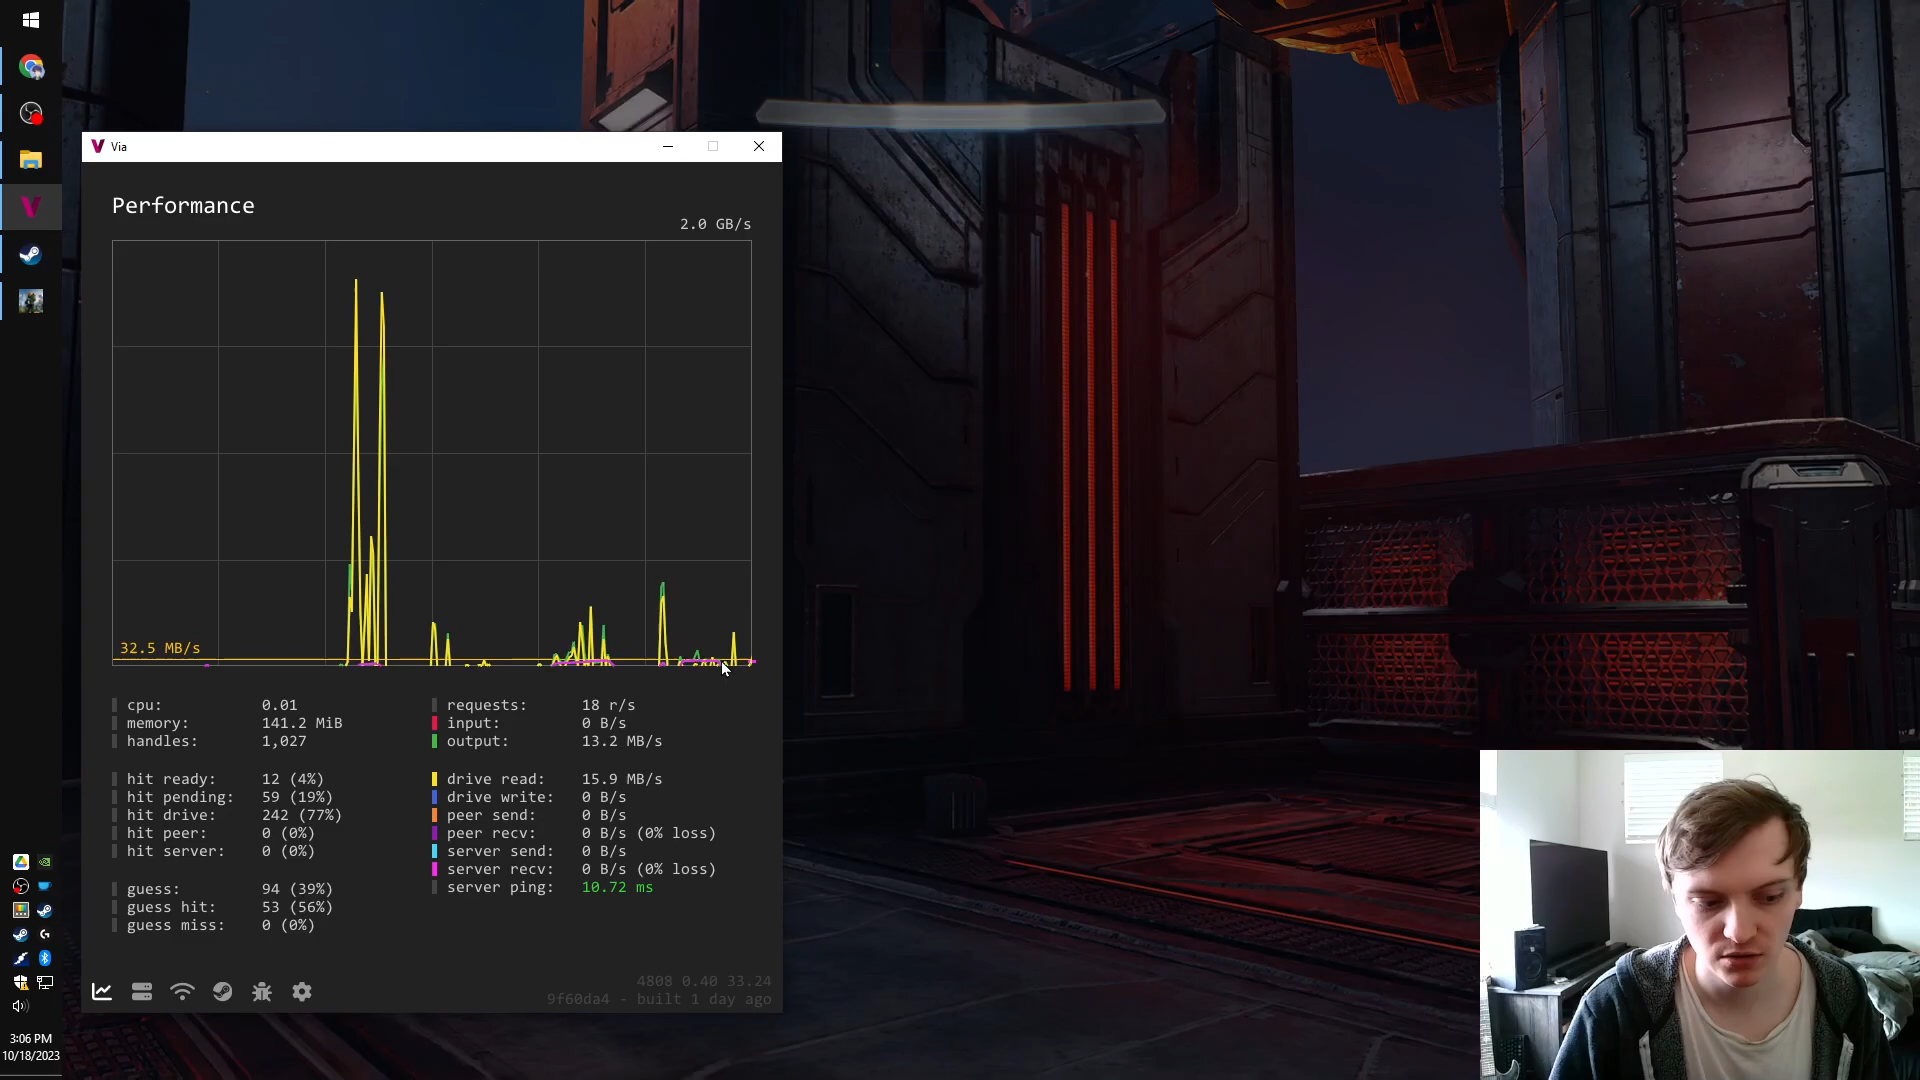 Via
Performance
2.0 GB/s
32.5 MB/s
cpu: 0.01
memory: 141.2 MiB
handles: 1,027
hit ready: 12 (4%)
hit pending: 59 (19%)
hit drive: 242 (77%)
hit peer: 0 (0%)
hit server: 0 (0%)
guess: 94 (39%)
guess hit: 53 (56%)
guess miss: 0 (0%)
requests: 18 r/s
input: 0 B/s
output: 13.2 MB/s
drive read: 15.9 MB/s
drive write: 0 B/s
peer send: 0 B/s
peer recv: 0 B/s (0% loss)
server send: 0 B/s
server recv: 0 B/s (0% loss)
server ping: 10.72 ms
4808 0.40 33.24
9f60da4 - built 1 day ago
3:06 PM
10/18/2023